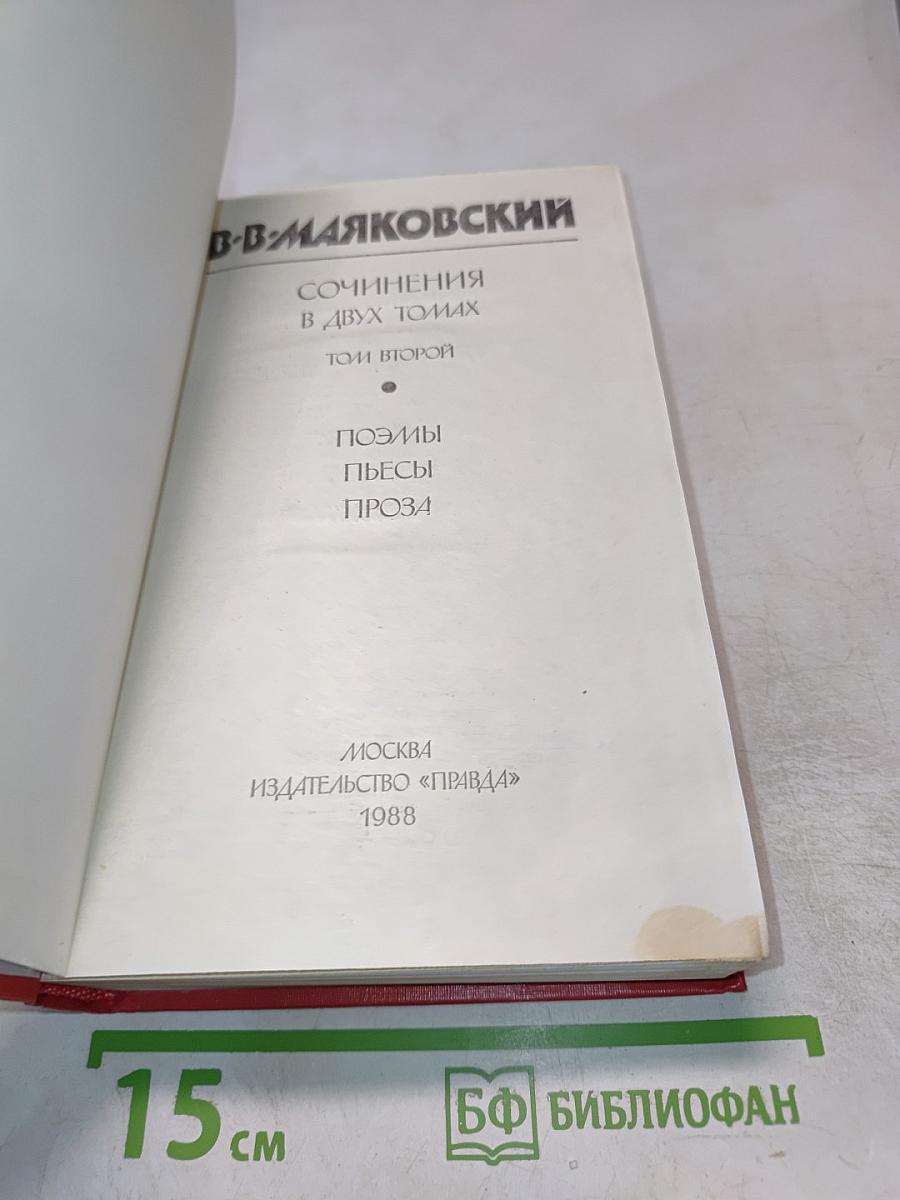 В·В·МАЯКОВСКИЙ
СОЧИНЕНИЯ
В ДВУХ ТОМАХ
ТОМ ВТОРОЙ
ПОЭМЫ
ПЬЕСЫ
ПРОЗА
МОСКВА
ИЗДАТЕЛЬСТВО «ПРАВДА»
1988
15 см
БФ БИБЛИОФАН